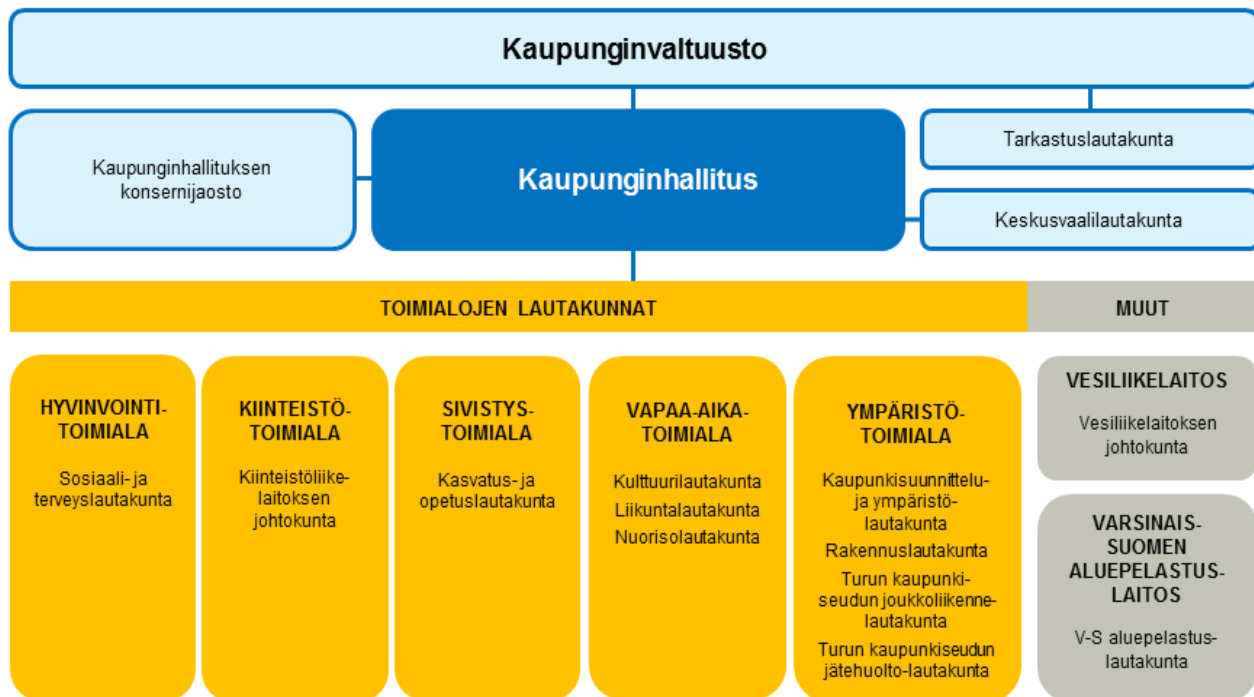 Kaupunginvaltuusto
Kaupunginhallituksen
konsernijaosto
Kaupunginhallitus
Tarkastuslautakunta
Keskusvaalilautakunta
TOIMIALOJEN LAUTAKUNNAT
MUUT
HYVINVOINTI-
TOIMIALA
Sosiaali- ja
terveyslautakunta
KIINTEISTÖ-
TOIMIALA
Kiinteistöliike-
laitoksen
johtokunta
SIVISTYS-
TOIMIALA
Kasvatus- ja
opetuslautakunta
VAPAA-AIKA-
TOIMIALA
Kulttuurilautakunta
Liikuntalautakunta
Nuorisolautakunta
YMPÄRISTÖ-
TOIMIALA
Kaupunkisuunnittelu-
ja ympäristö-
lautakunta
Rakennuslautakunta
Turun kaupunki-
seudun joukkoliikenne-
lautakunta
Turun kaupunkiseudun
jätehuolto-lautakunta
VESILIIKELAITOS
Vesiliikelaitoksen
johtokunta
VARSINAIS-
SUOMEN
ALUEPELASTUS-
LAITOS
V-S aluepelastus-
lautakunta